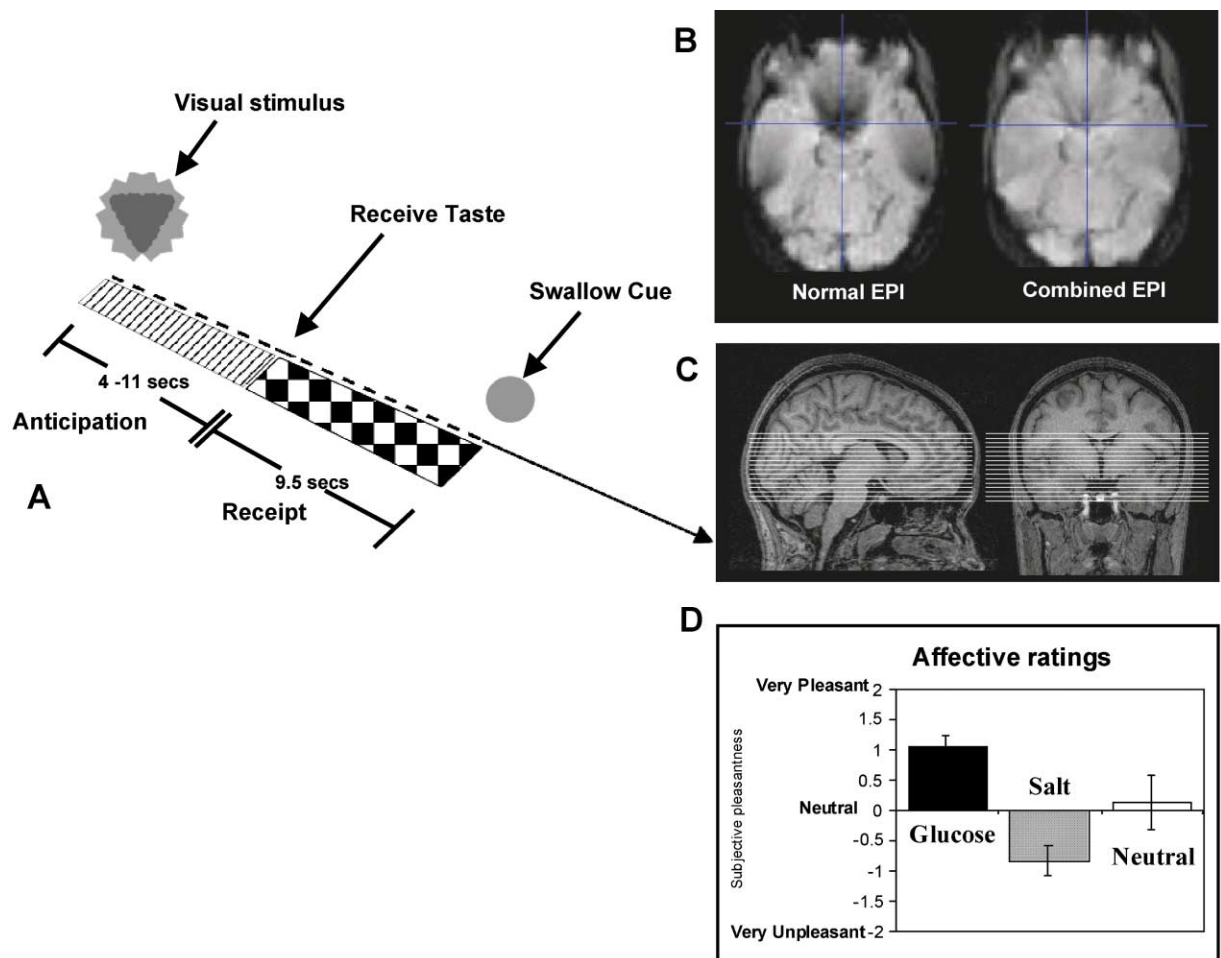 Visual stimulus
Receive Taste
Swallow Cue
4 -11 secs
Anticipation
9.5 secs
Receipt
A
B
Normal EPI
Combined EPI
C
D
Affective ratings
Very Pleasant 2
1.5
1
0.5
Neutral 0
-0.5
-1
-1.5
Very Unpleasant -2
Subjective pleasantness
Glucose
Salt
Neutral